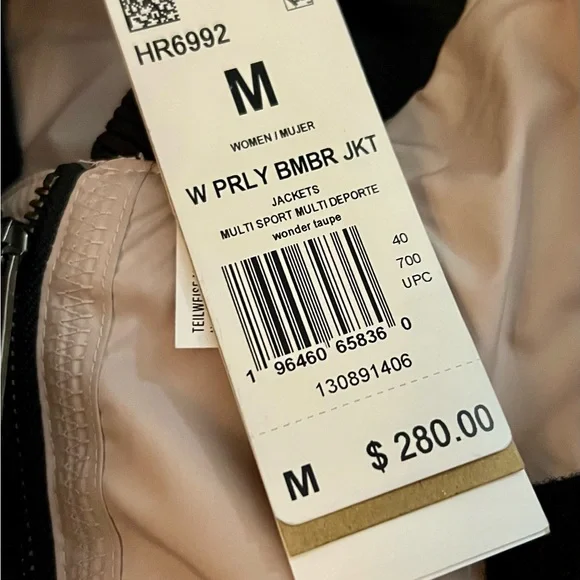 HR6992
M
WOMEN / MUJER
W PRLY BMBR JKT
JACKETS
MULTI SPORT MULTI DEPORTE
wonder taupe
40
700
UPC
1 96460 65836 0
130891406
M $ 280.00